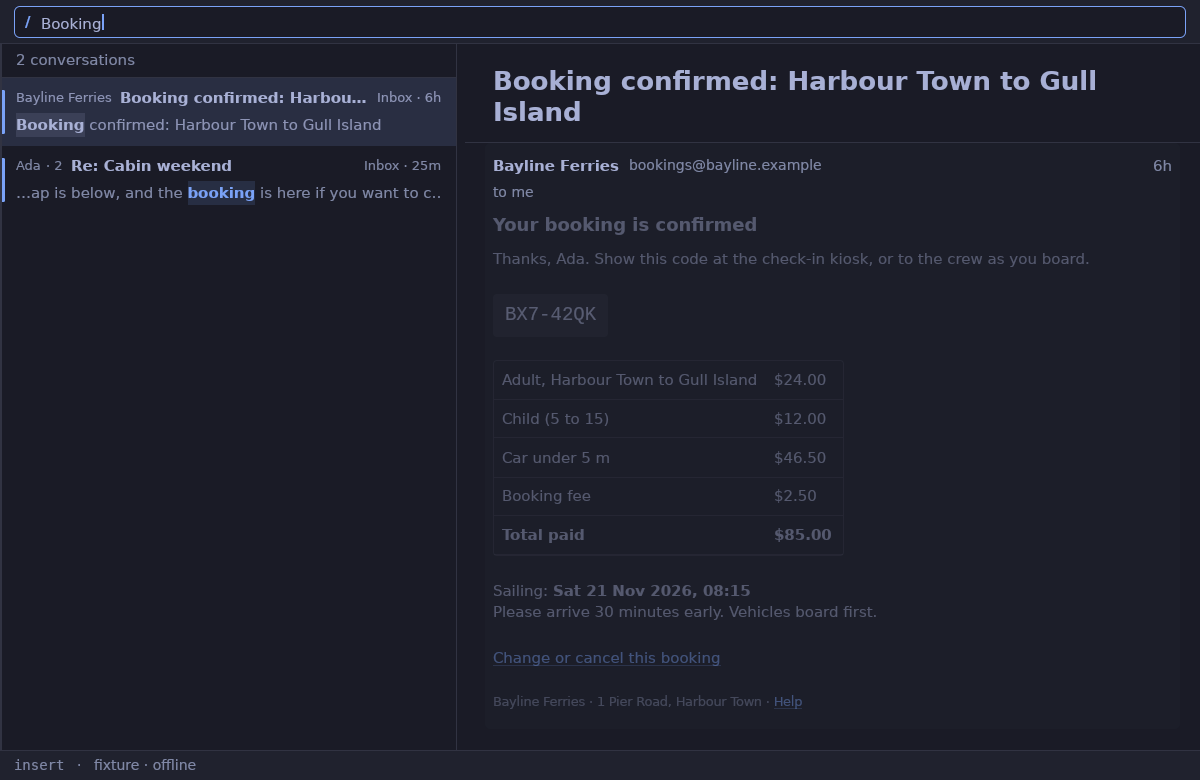 / Booking
2 conversations
Bayline Ferries Booking confirmed: Harbou... Inbox · 6h
Booking confirmed: Harbour Town to Gull Island
Ada · 2 Re: Cabin weekend Inbox · 25m
...ap is below, and the booking is here if you want to c..
Booking confirmed: Harbour Town to Gull
Island
Bayline Ferries bookings@bayline.example 6h
to me
Your booking is confirmed
Thanks, Ada. Show this code at the check-in kiosk, or to the crew as you board.
BX7-42QK
Adult, Harbour Town to Gull Island $24.00
Child (5 to 15) $12.00
Car under 5 m $46.50
Booking fee $2.50
Total paid $85.00
Sailing: Sat 21 Nov 2026, 08:15
Please arrive 30 minutes early. Vehicles board first.
Change or cancel this booking
Bayline Ferries · 1 Pier Road, Harbour Town · Help
insert · fixture · offline